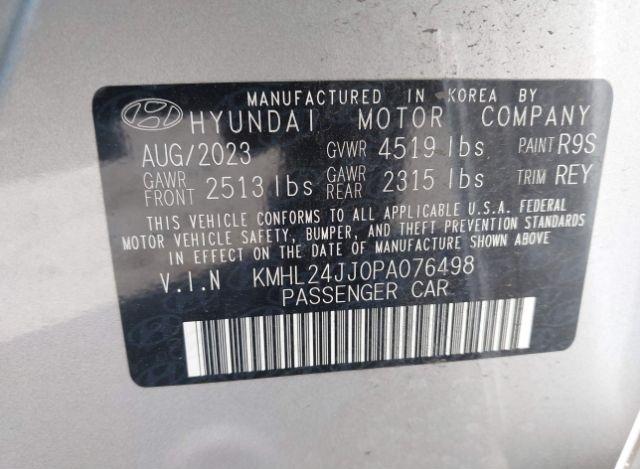 MANUFACTURED IN KOREA BY
HYUNDAI MOTOR COMPANY
AUG/2023 GVWR 4519 lbs PAINT R9S
GAWR FRONT 2513 lbs GAWR REAR 2315 lbs TRIM REY
THIS VEHICLE CONFORMS TO ALL APPLICABLE U.S.A. FEDERAL
MOTOR VEHICLE SAFETY, BUMPER, AND THEFT PREVENTION STANDARDS
IN EFFECT ON THE DATE OF MANUFACTURE SHOWN ABOVE
V.I.N KMHL24JJ0PA076498
PASSENGER CAR